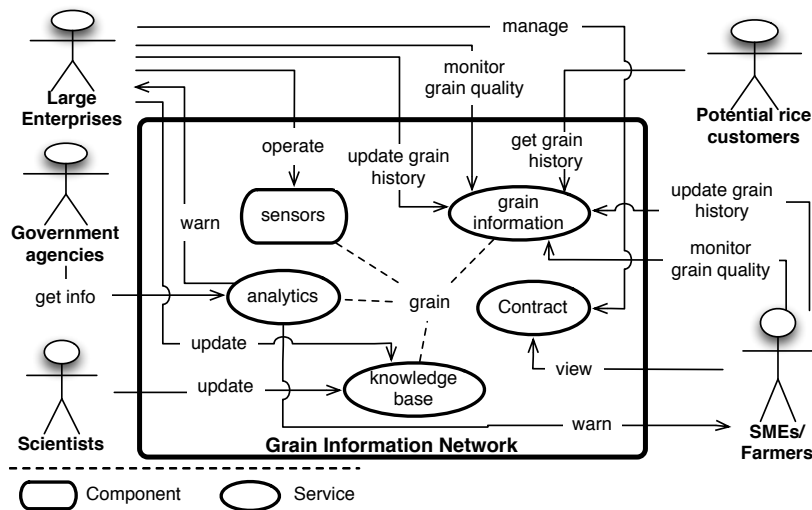 manage
Large
Enterprises
monitor
grain quality
Potential rice
customers
operate
update grain
history
get grain
history
sensors
grain
information
update grain
history
Government
agencies
warn
monitor
grain quality
get info
analytics
grain
Contract
update
view
Scientists
update
knowledge
base
warn
SMEs/
Farmers
Grain Information Network
Component
Service